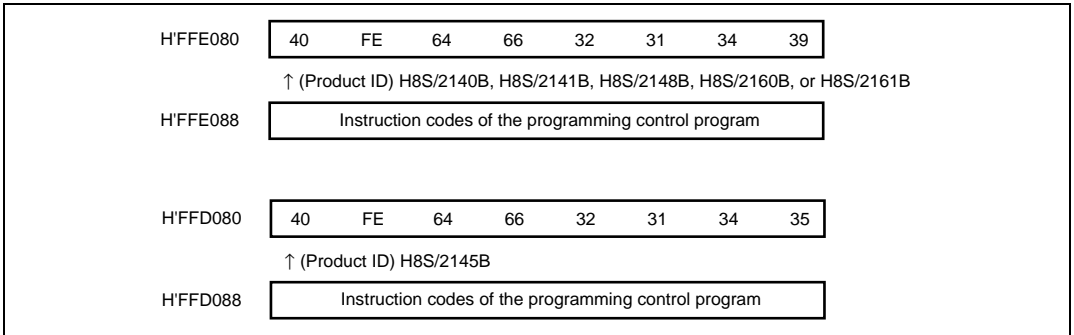 H'FFE080 40 FE 64 66 32 31 34 39
↑ (Product ID) H8S/2140B, H8S/2141B, H8S/2148B, H8S/2160B, or H8S/2161B
H'FFE088 Instruction codes of the programming control program
H'FFD080 40 FE 64 66 32 31 34 35
↑ (Product ID) H8S/2145B
H'FFD088 Instruction codes of the programming control program